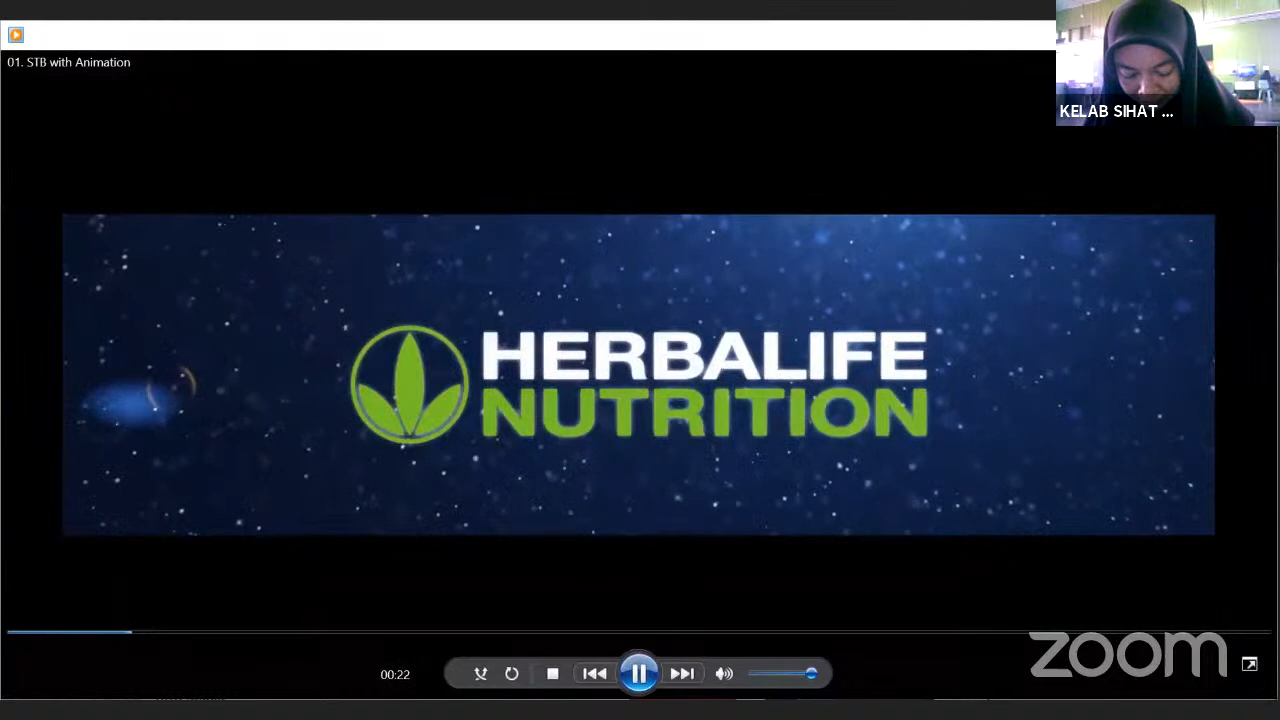 01. STB with Animation
KELAB SIHAT ...
HERBALIFE
NUTRITION
00:22
zoom